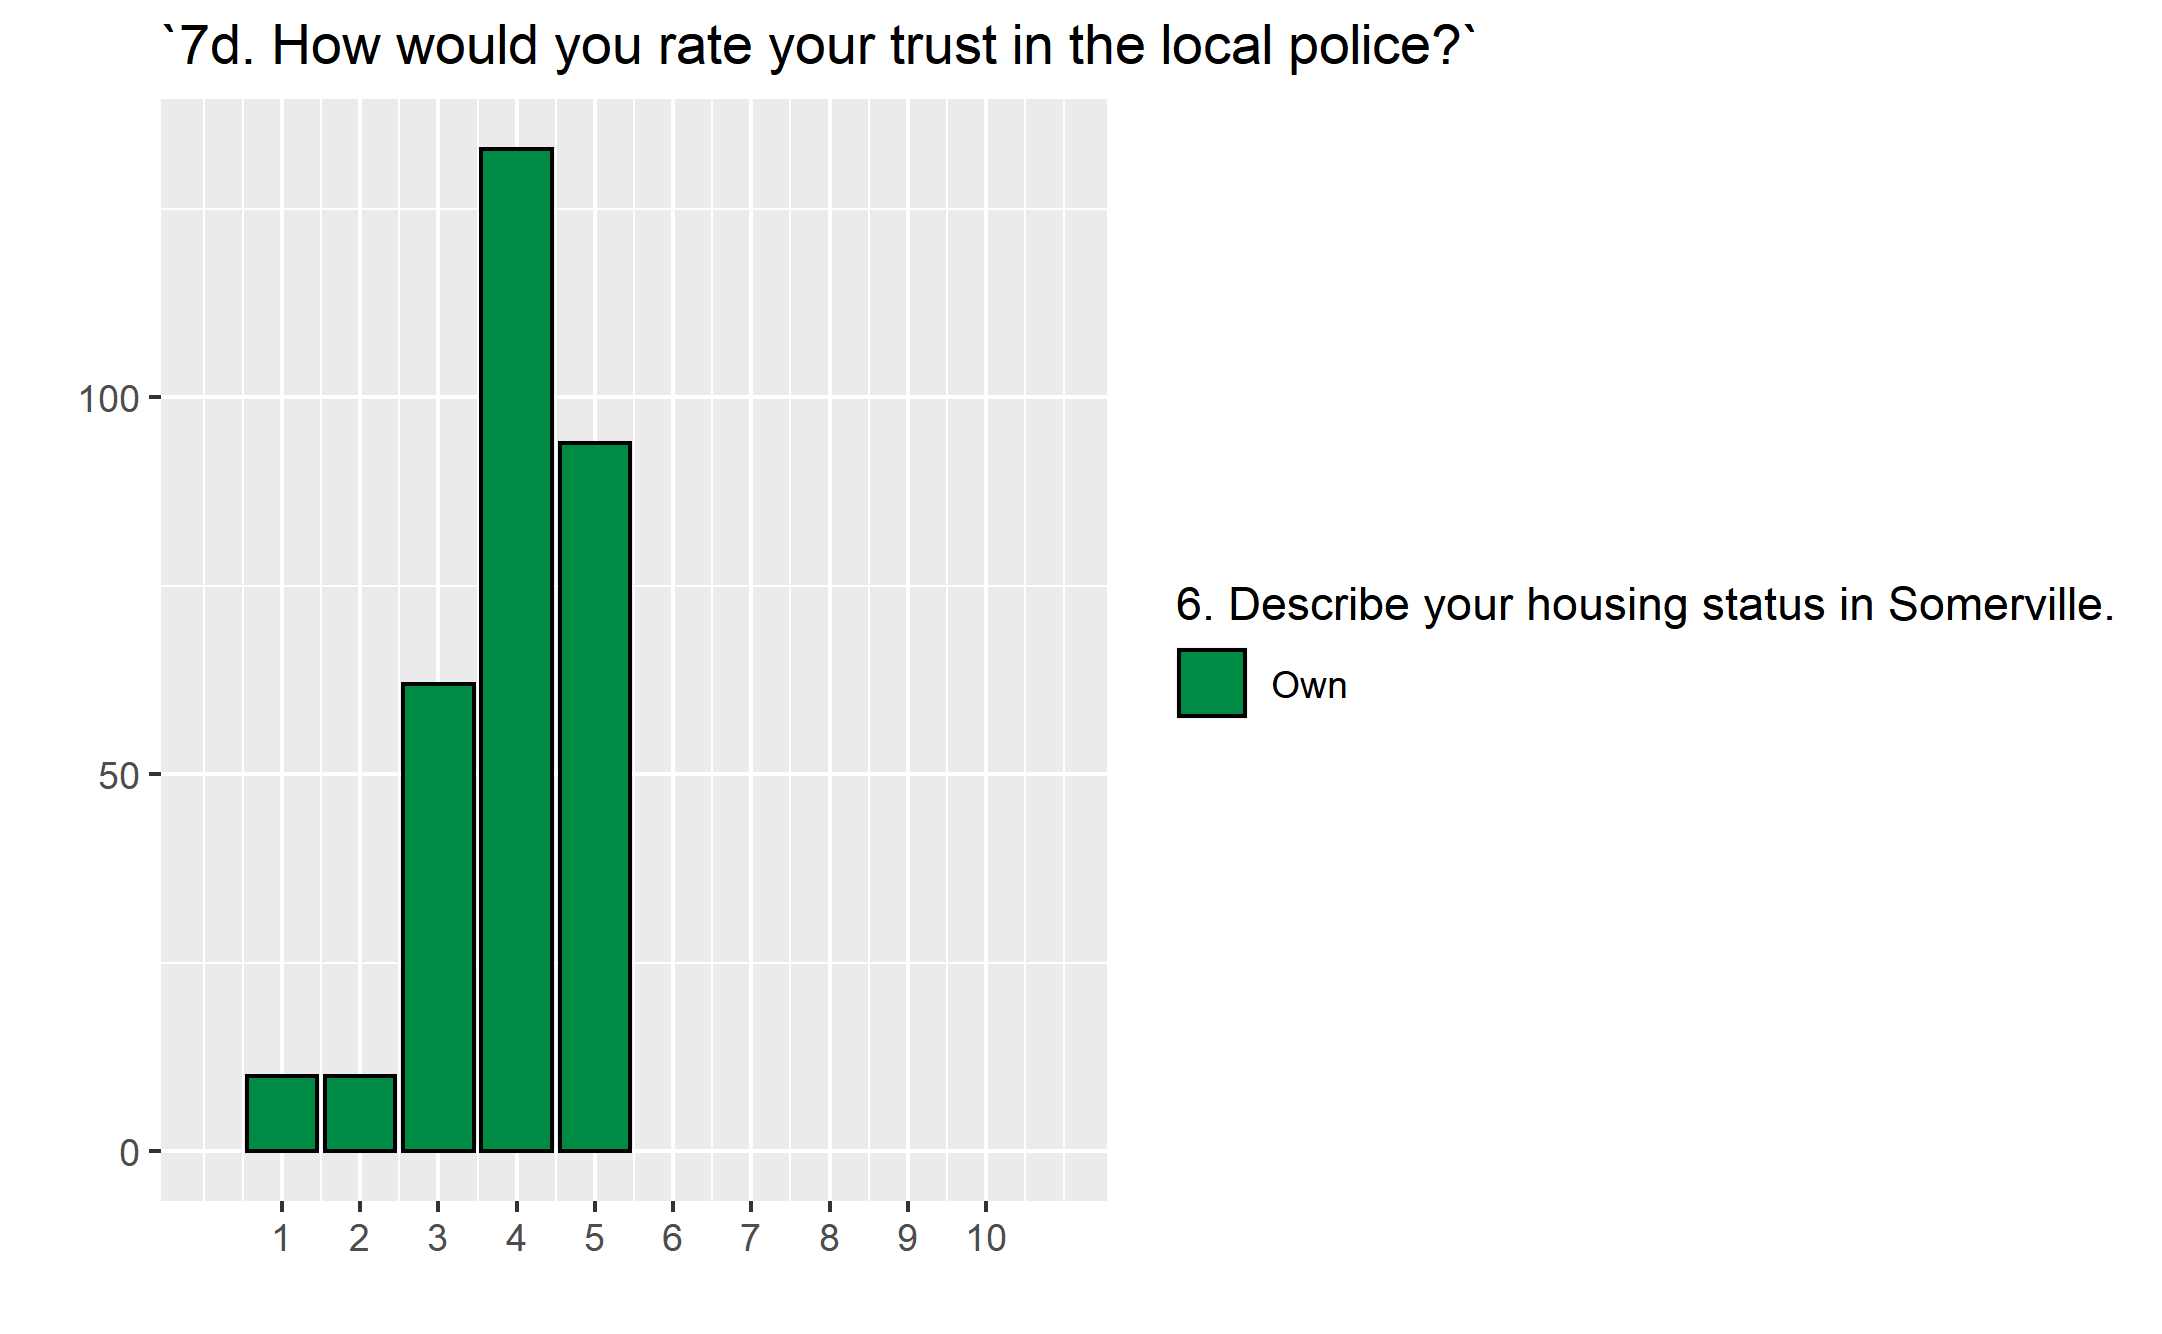 `7d. How would you rate your trust in the local police?`
100
50
0
1 2 3 4 5 6 7 8 9 10
6. Describe your housing status in Somerville.
Own